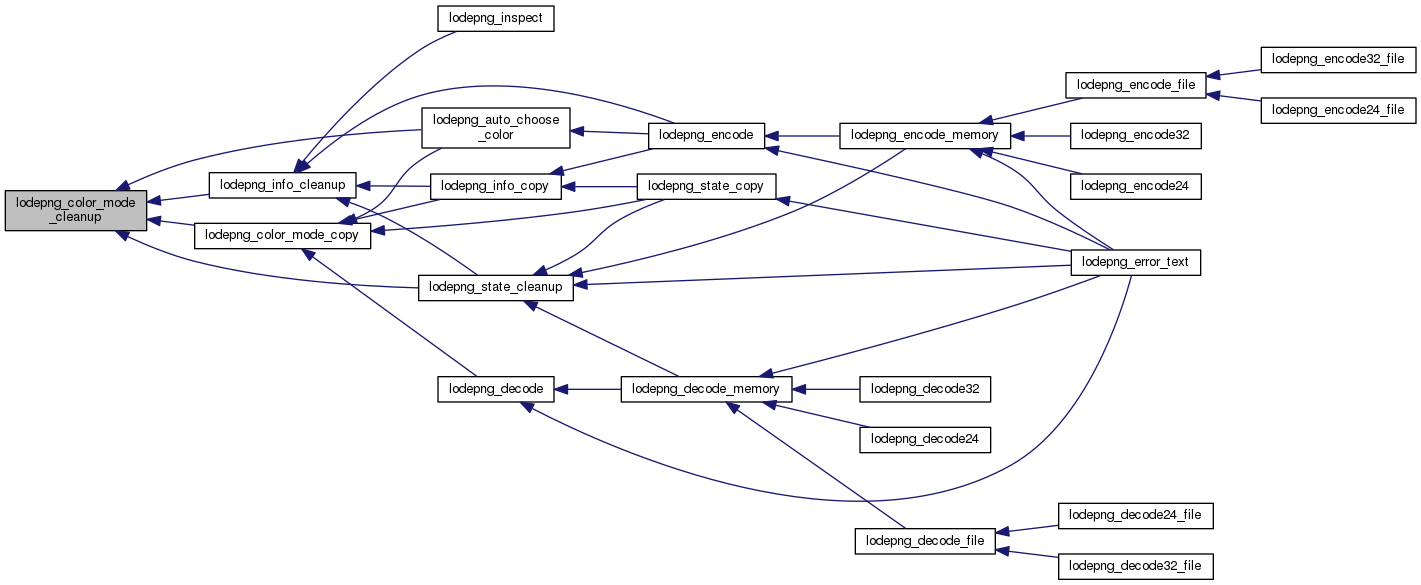 lodepng_inspect
lodepng_encode32_file
lodepng_encode_file
lodepng_encode24_file
lodepng_auto_choose
_color
lodepng_encode
lodepng_encode_memory
lodepng_encode32
lodepng_info_cleanup
lodepng_info_copy
lodepng_state_copy
lodepng_encode24
lodepng_color_mode
_cleanup
lodepng_color_mode_copy
lodepng_error_text
lodepng_state_cleanup
lodepng_decode
lodepng_decode_memory
lodepng_decode32
lodepng_decode24
lodepng_decode24_file
lodepng_decode_file
lodepng_decode32_file